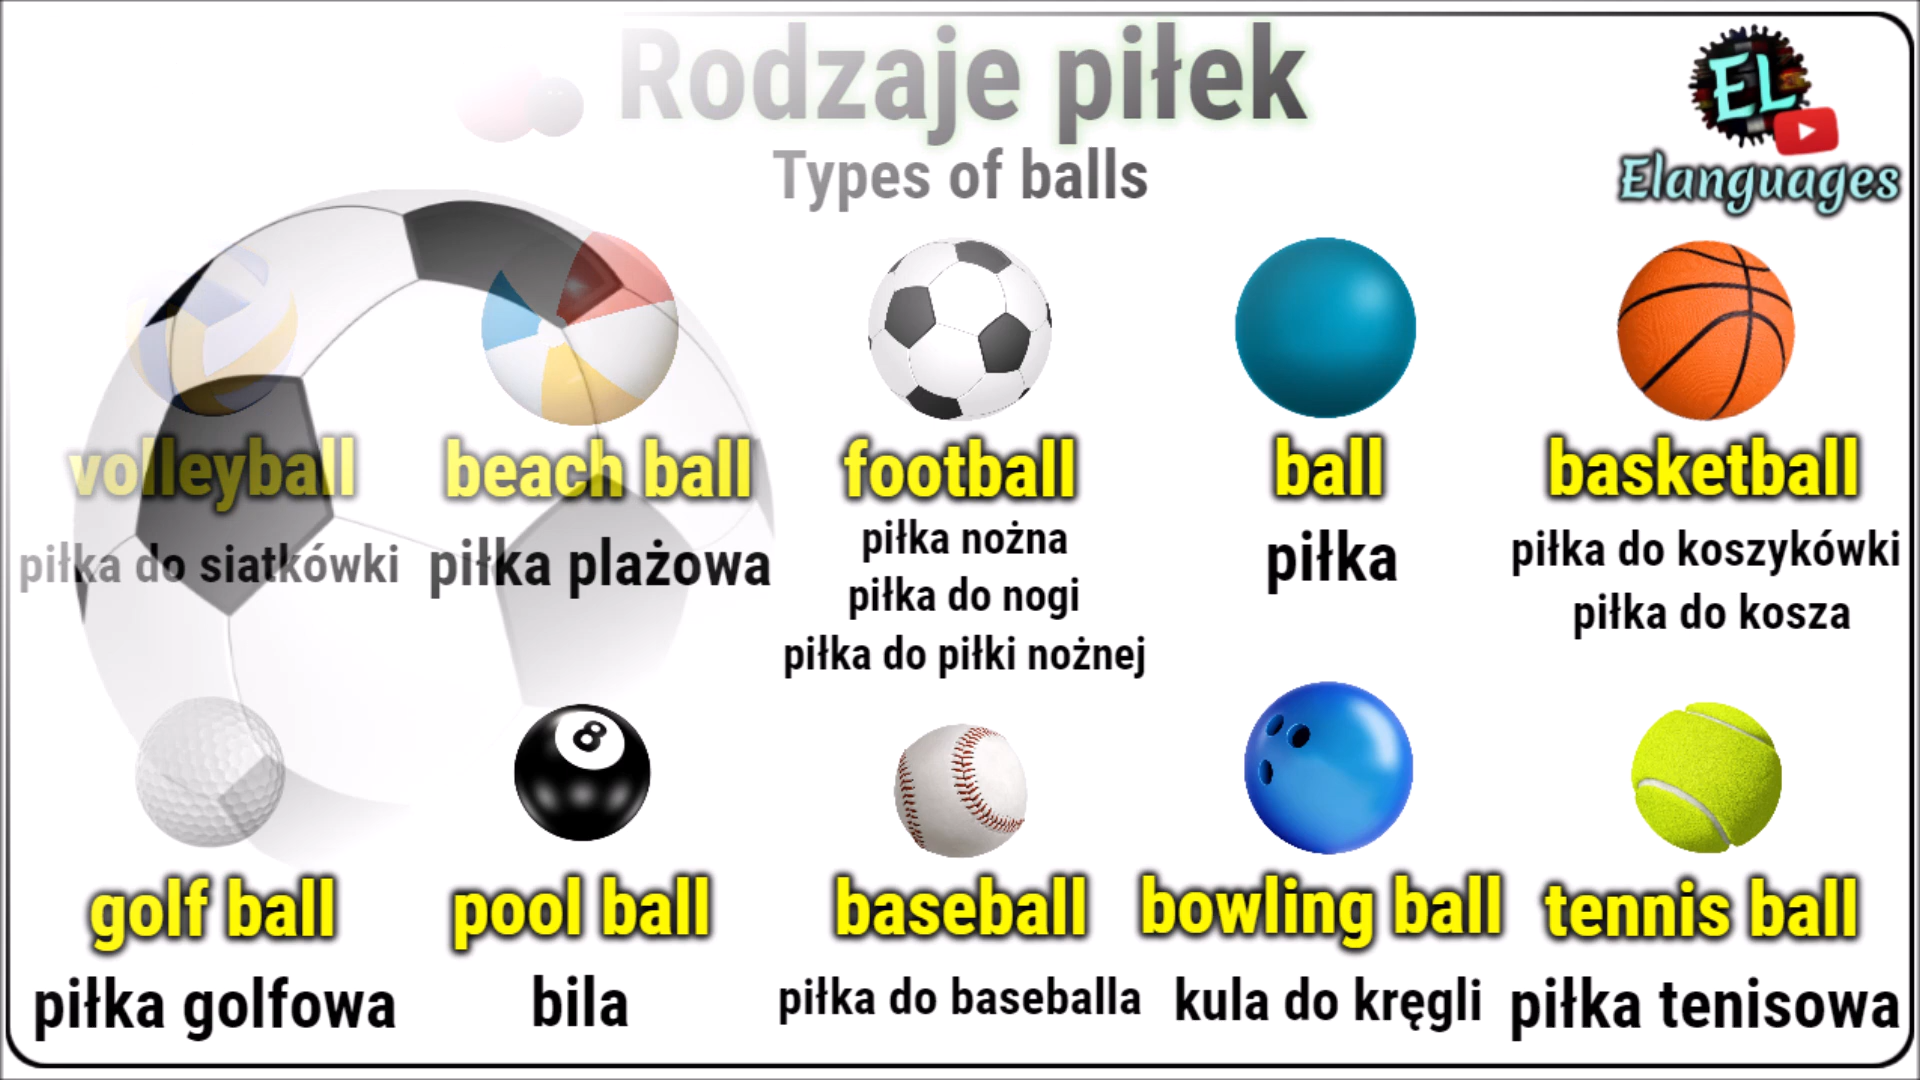 Rodzaje piłek
Types of balls
EL
Elanguages
volleyball
piłka do siatkówki
beach ball
piłka plażowa
football
piłka nożna
piłka do nogi
piłka do piłki nożnej
ball
piłka
basketball
piłka do koszykówki
piłka do kosza
8
golf ball
piłka golfowa
pool ball
bila
baseball
piłka do baseballa
bowling ball
kula do kręgli
tennis ball
piłka tenisowa